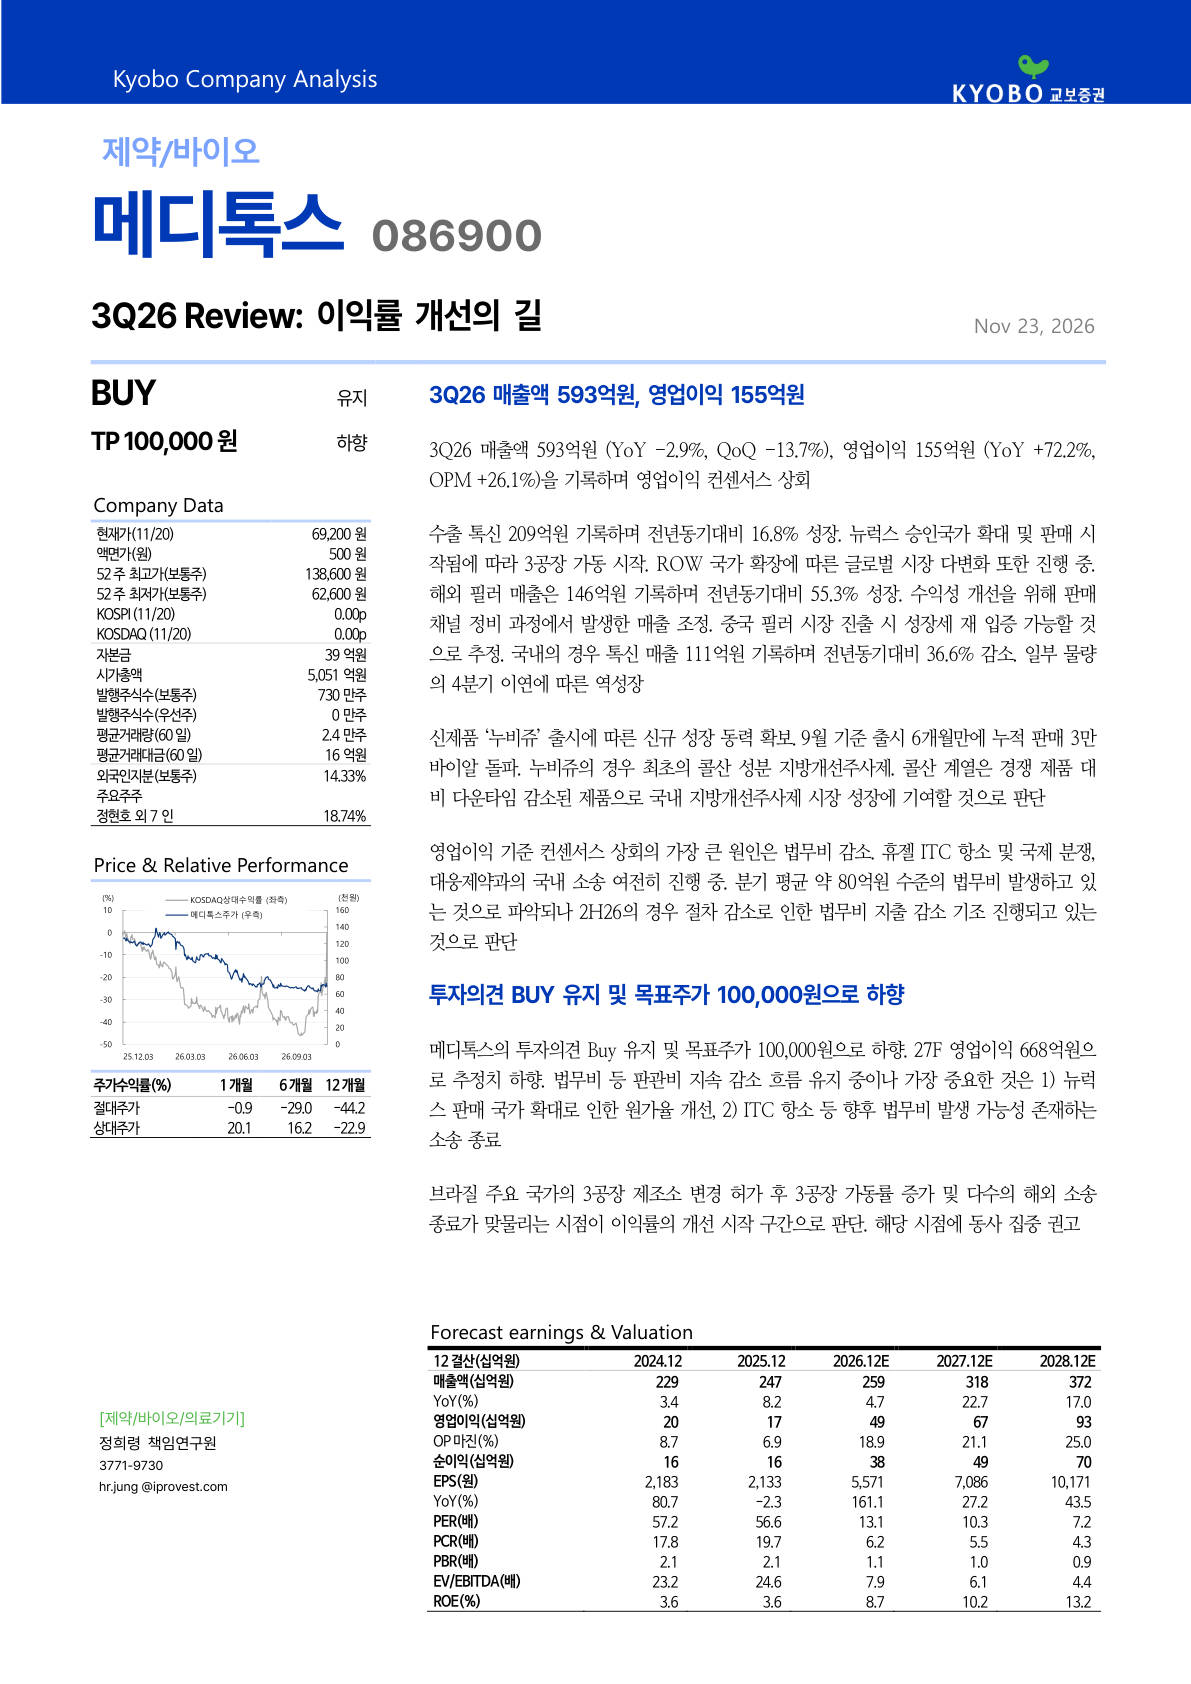 Kyobo Company Analysis
KYOBO 교보증권
제약/바이오
메디톡스 086900
3Q26 Review: 이익률 개선의 길
Nov 23, 2026
BUY 유지
TP 100,000 원 하향
Company Data
현재가(11/20) 69,200 원
액면가(원) 500 원
52 주 최고가(보통주) 138,600 원
52 주 최저가(보통주) 62,600 원
KOSPI (11/20) 0.00p
KOSDAQ (11/20) 0.00p
자본금 39 억원
시가총액 5,051 억원
발행주식수(보통주) 730 만주
발행주식수(우선주) 0 만주
평균거래량(60 일) 2.4 만주
평균거래대금(60 일) 16 억원
외국인지분(보통주) 14.33%
주요주주
정현호 외 7 인 18.74%
Price & Relative Performance
(%) KOSDAQ상대수익률 (좌측) (천원)
메디톡스주가 (우측)
10 160
0 140
-10 120
-20 100
-30 80
-40 60
-50 40
20
0
25.12.03 26.03.03 26.06.03 26.09.03
주가수익률(%) 1개월 6개월 12개월
절대주가 -0.9 -29.0 -44.2
상대주가 20.1 16.2 -22.9
[제약/바이오/의료기기]
정희령 책임연구원
3771-9730
hr.jung @iprovest.com
3Q26 매출액 593억원, 영업이익 155억원
3Q26 매출액 593억원 (YoY -2.9%, QoQ -13.7%), 영업이익 155억원 (YoY +72.2%,
OPM +26.1%)을 기록하며 영업이익 컨센서스 상회
수출 톡신 209억원 기록하며 전년동기대비 16.8% 성장. 뉴럭스 승인국가 확대 및 판매 시
작됨에 따라 3공장 가동 시작. ROW 국가 확장에 따른 글로벌 시장 다변화 또한 진행 중.
해외 필러 매출은 146억원 기록하며 전년동기대비 55.3% 성장. 수익성 개선을 위해 판매
채널 정비 과정에서 발생한 매출 조정. 중국 필러 시장 진출 시 성장세 재 입증 가능할 것
으로 추정. 국내의 경우 톡신 매출 111억원 기록하며 전년동기대비 36.6% 감소. 일부 물량
의 4분기 이연에 따른 역성장
신제품 ‘누비쥬’ 출시에 따른 신규 성장 동력 확보. 9월 기준 출시 6개월만에 누적 판매 3만
바이알 돌파. 누비쥬의 경우 최초의 콜산 성분 지방개선주사제. 콜산 계열은 경쟁 제품 대
비 다운타임 감소된 제품으로 국내 지방개선주사제 시장 성장에 기여할 것으로 판단
영업이익 기준 컨센서스 상회의 가장 큰 원인은 법무비 감소. 휴젤 ITC 항소 및 국제 분쟁,
대웅제약과의 국내 소송 여전히 진행 중. 분기 평균 약 80억원 수준의 법무비 발생하고 있
는 것으로 파악되나 2H26의 경우 절차 감소로 인한 법무비 지출 감소 기조 진행되고 있는
것으로 판단
투자의견 BUY 유지 및 목표주가 100,000원으로 하향
메디톡스의 투자의견 Buy 유지 및 목표주가 100,000원으로 하향. 27F 영업이익 668억원으
로 추정치 하향. 법무비 등 판관비 지속 감소 흐름 유지 중이나 가장 중요한 것은 1) 뉴럭
스 판매 국가 확대로 인한 원가율 개선, 2) ITC 항소 등 향후 법무비 발생 가능성 존재하는
소송 종료
브라질 주요 국가의 3공장 제조소 변경 허가 후 3공장 가동률 증가 및 다수의 해외 소송
종료가 맞물리는 시점이 이익률의 개선 시작 구간으로 판단. 해당 시점에 동사 집중 권고
Forecast earnings & Valuation
12 결산(십억원) 2024.12 2025.12 2026.12E 2027.12E 2028.12E
매출액(십억원) 229 247 259 318 372
YoY(%) 3.4 8.2 4.7 22.7 17.0
영업이익(십억원) 20 17 49 67 93
OP 마진(%) 8.7 6.9 18.9 21.1 25.0
순이익(십억원) 16 16 38 49 70
EPS(원) 2,183 2,133 5,571 7,086 10,171
YoY(%) 80.7 -2.3 161.1 27.2 43.5
PER(배) 57.2 56.6 13.1 10.3 7.2
PCR(배) 17.8 19.7 6.2 5.5 4.3
PBR(배) 2.1 2.1 1.1 1.0 0.9
EV/EBITDA(배) 23.2 24.6 7.9 6.1 4.4
ROE(%) 3.6 3.6 8.7 10.2 13.2